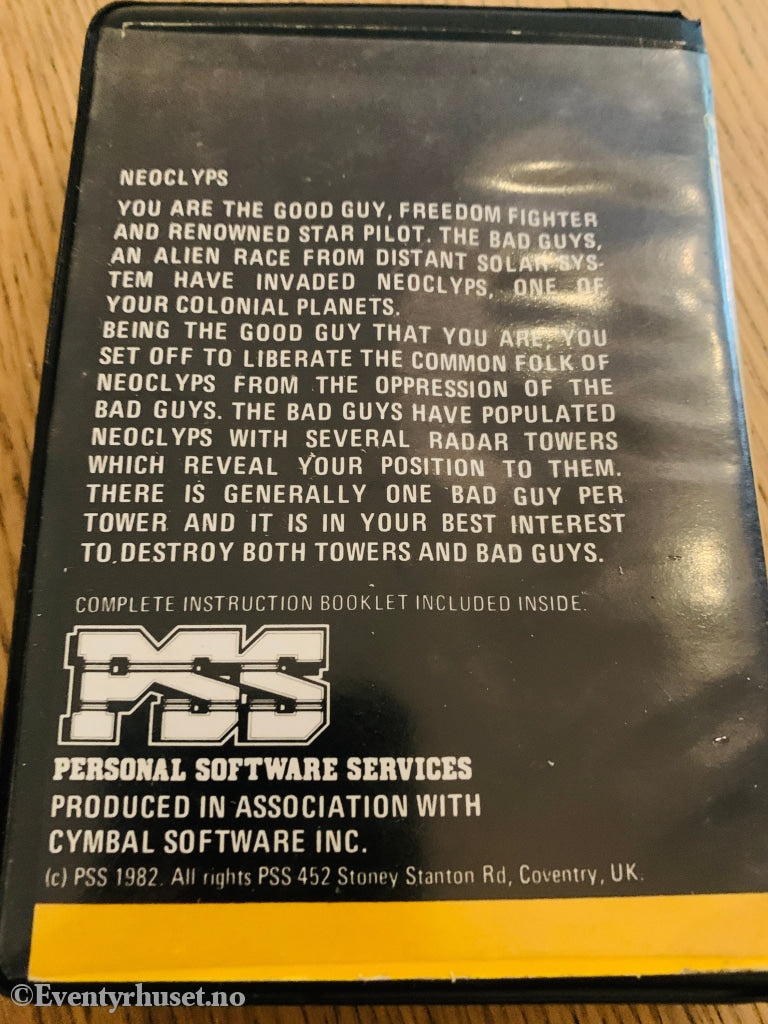 NEOCLYPS
YOU ARE THE GOOD GUY, FREEDOM FIGHTER
AND RENOWNED STAR PILOT. THE BAD GUYS,
AN ALIEN RACE FROM DISTANT SOLAR SYS-
TEM HAVE INVADED NEOCLYPS, ONE OF
YOUR COLONIAL PLANETS.
BEING THE GOOD GUY THAT YOU ARE, YOU
SET OFF TO LIBERATE THE COMMON FOLK OF
NEOCLYPS FROM THE OPPRESSION OF THE
BAD GUYS. THE BAD GUYS HAVE POPULATED
NEOCLYPS WITH SEVERAL RADAR TOWERS
WHICH REVEAL YOUR POSITION TO THEM.
THERE IS GENERALLY ONE BAD GUY PER
TOWER AND IT IS IN YOUR BEST INTEREST
TO DESTROY BOTH TOWERS AND BAD GUYS.
COMPLETE INSTRUCTION BOOKLET INCLUDED INSIDE.
PSS
PERSONAL SOFTWARE SERVICES
PRODUCED IN ASSOCIATION WITH
CYMBAL SOFTWARE INC.
(c) PSS 1982. All rights PSS 452 Stoney Stanton Rd, Coventry, UK.
©Eventyrhuset.no